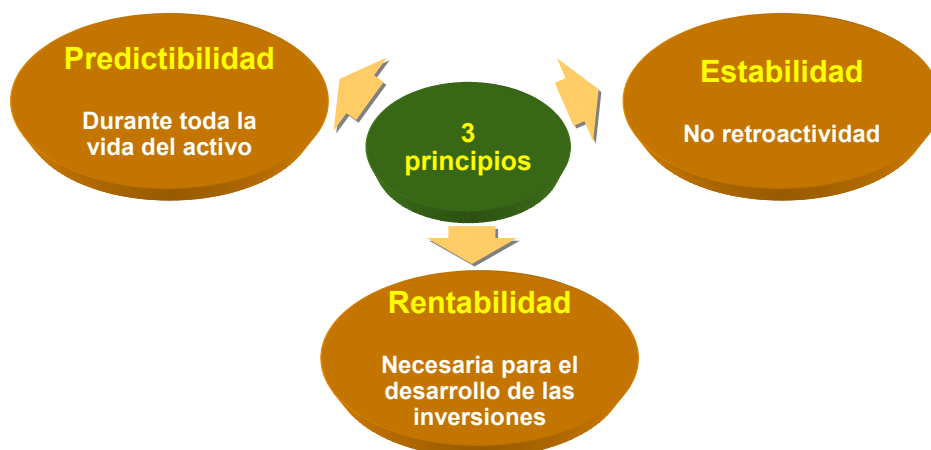 Predictibilidad
Durante toda la
vida del activo
3
principios
Estabilidad
No retroactividad
Rentabilidad
Necesaria para el
desarrollo de las
inversiones